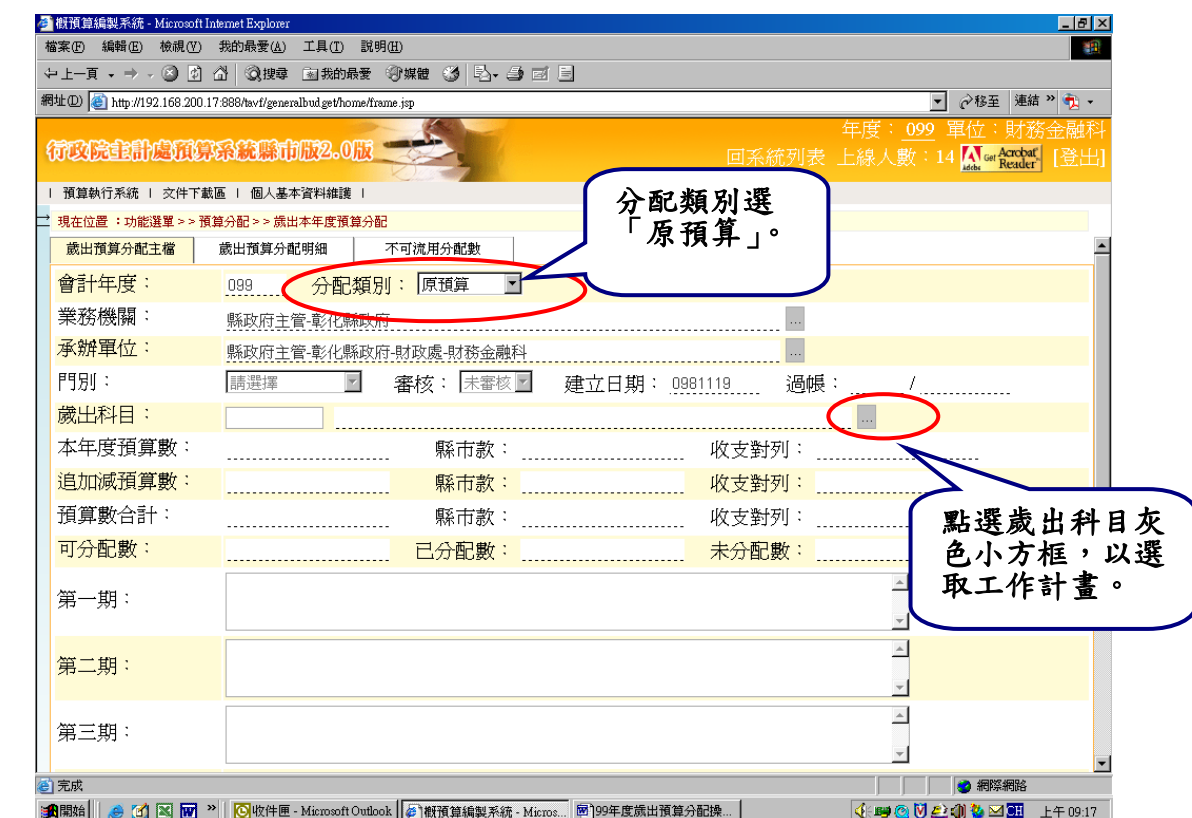 概預算編製系統 - Microsoft Internet Explorer
檔案(F) 編輯(E) 檢視(V) 我的最愛(A) 工具(T) 說明(H)
上一頁 搜尋 我的最愛 媒體
網址(D) http://192.168.200.17:888/tavf/generalbudget/home/frame.jsp 移至 連結 »
行政院主計處預算系統縣市版2.0版
年度：099 單位：財務金融科
回系統列表 上線人數：14 Adobe Get Acrobat Reader [登出]
| 預算執行系統 | 文件下載區 | 個人基本資料維護 |
現在位置 ：功能選單>>預算分配>>歲出本年度預算分配
分配類別選
「原預算」。
歲出預算分配主檔 歲出預算分配明細 不可流用分配數
會計年度： 099 分配類別： 原預算
業務機關： 縣政府主管-彰化縣政府 ...
承辦單位： 縣政府主管-彰化縣政府-財政處-財務金融科 ...
門別： 請選擇 審核： 未審核 建立日期： 0981119 過帳： /
歲出科目： ...
本年度預算數： 縣市款： 收支對列：
追加減預算數： 縣市款： 收支對列：
預算數合計： 縣市款： 收支對列：
可分配數： 已分配數： 未分配數：
點選歲出科目灰
色小方框，以選
取工作計畫。
第一期：
第二期：
第三期：
完成 網際網路
開始 » 收件匣 - Microsoft Outlook 概預算編製系統 - Micros... 99年度歲出預算分配操... CH 上午 09:17